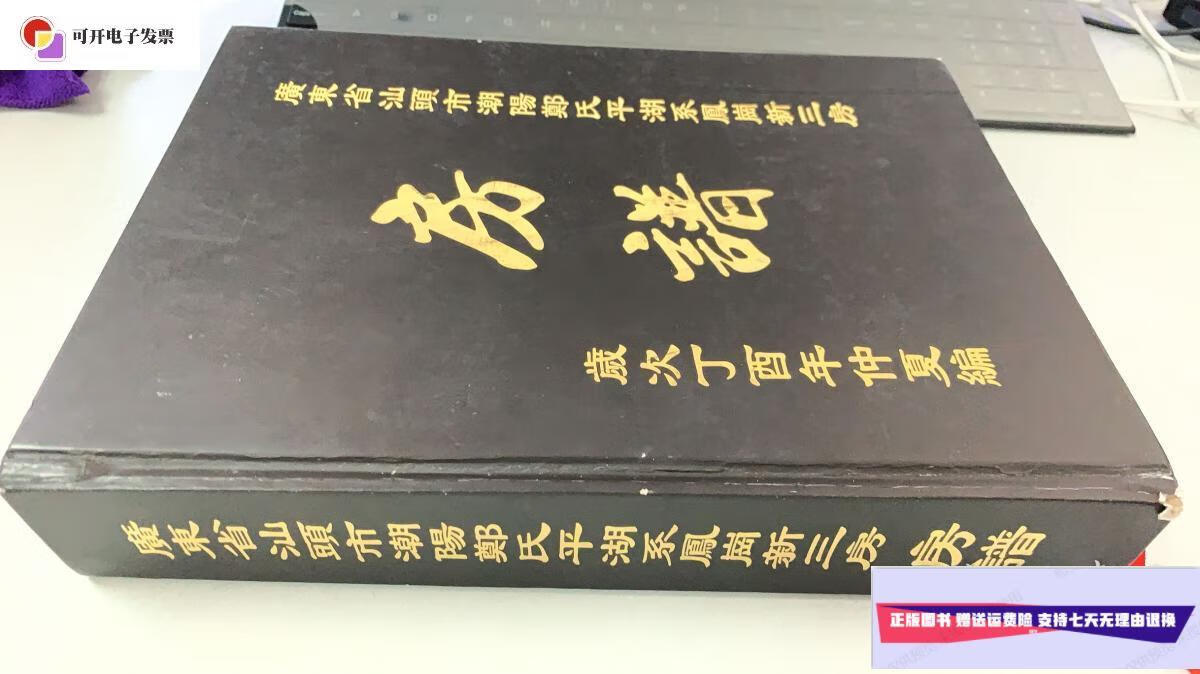 可开电子发票
廣東省汕頭市潮陽鄭氏平湖系鳳崗新三房
房譜
歲次丁酉年仲夏編
廣東省汕頭市潮陽鄭氏平湖系鳳崗新三房 房譜
正版图书 赠送运费险 支持七天无理由退换